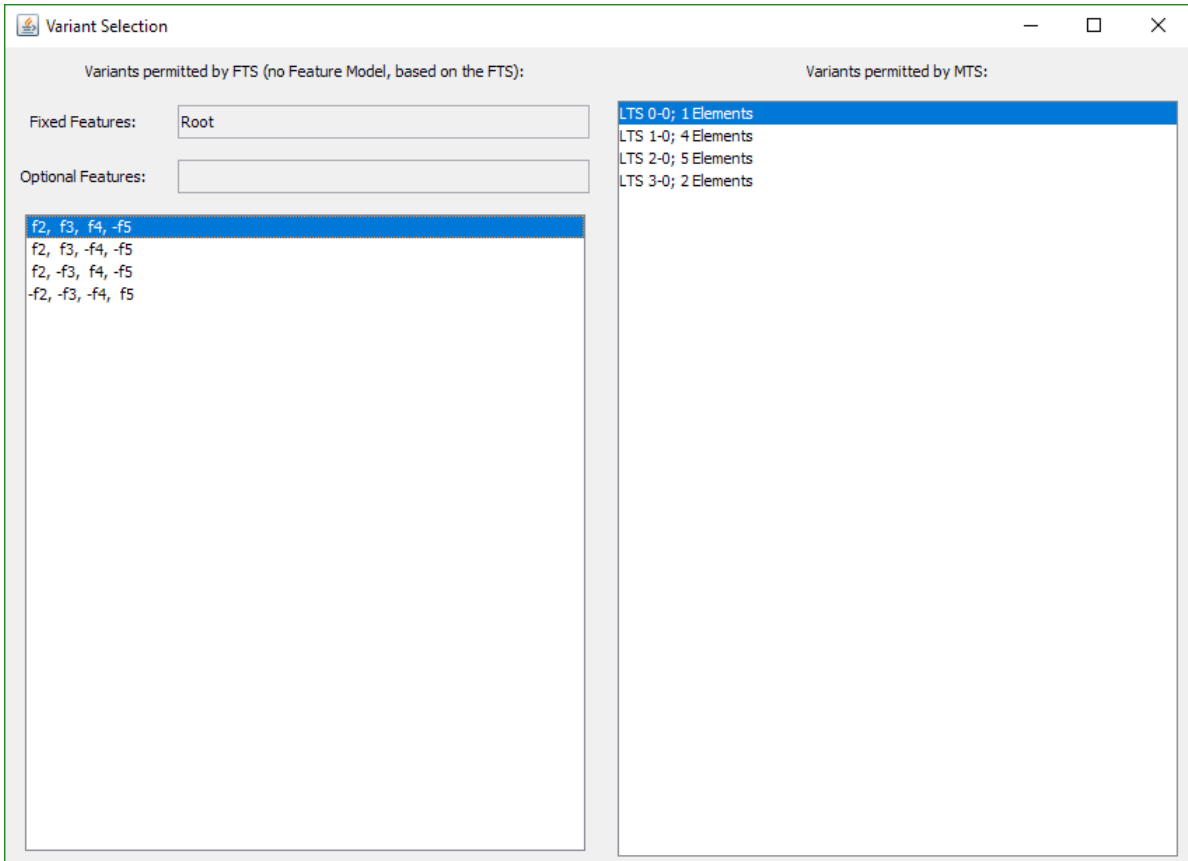 Variant Selection
Variants permitted by FTS (no Feature Model, based on the FTS):
Fixed Features:
Root
Optional Features:
f2, f3, f4, -f5
f2, f3, -f4, -f5
f2, -f3, f4, -f5
-f2, -f3, -f4, f5
Variants permitted by MTS:
LTS 0-0; 1 Elements
LTS 1-0; 4 Elements
LTS 2-0; 5 Elements
LTS 3-0; 2 Elements